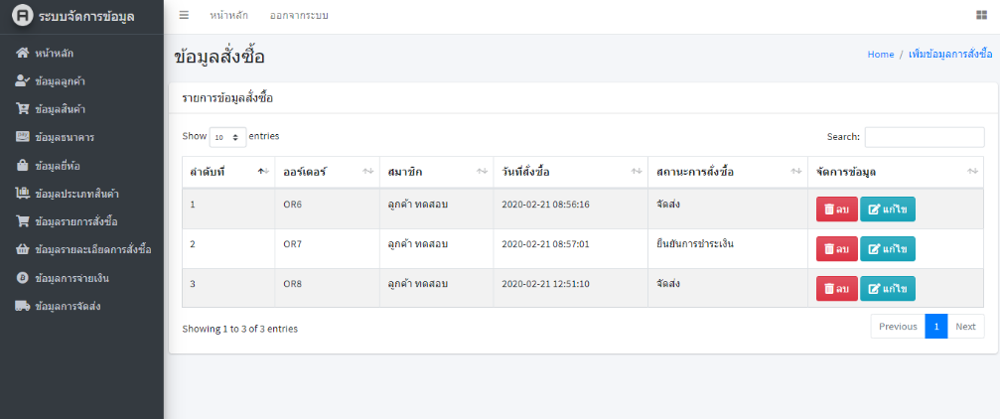 ระบบจัดการข้อมูล
หน้าหลัก ออกจากระบบ
หน้าหลัก
ข้อมูลลูกค้า
ข้อมูลสินค้า
ข้อมูลธนาคาร
ข้อมูลยี่ห้อ
ข้อมูลประเภทสินค้า
ข้อมูลรายการสั่งซื้อ
ข้อมูลรายละเอียดการสั่งซื้อ
ข้อมูลการจ่ายเงิน
ข้อมูลการจัดส่ง
ข้อมูลสั่งซื้อ
Home / เพิ่มข้อมูลการสั่งซื้อ
รายการข้อมูลสั่งซื้อ
Show 10 entries Search:
ลำดับที่ ออร์เดอร์ สมาชิก วันที่สั่งซื้อ สถานะการสั่งซื้อ จัดการข้อมูล
1 OR6 ลูกค้า ทดสอบ 2020-02-21 08:56:16 จัดส่ง ลบ แก้ไข
2 OR7 ลูกค้า ทดสอบ 2020-02-21 08:57:01 ยืนยันการชำระเงิน ลบ แก้ไข
3 OR8 ลูกค้า ทดสอบ 2020-02-21 12:51:10 จัดส่ง ลบ แก้ไข
Showing 1 to 3 of 3 entries Previous 1 Next